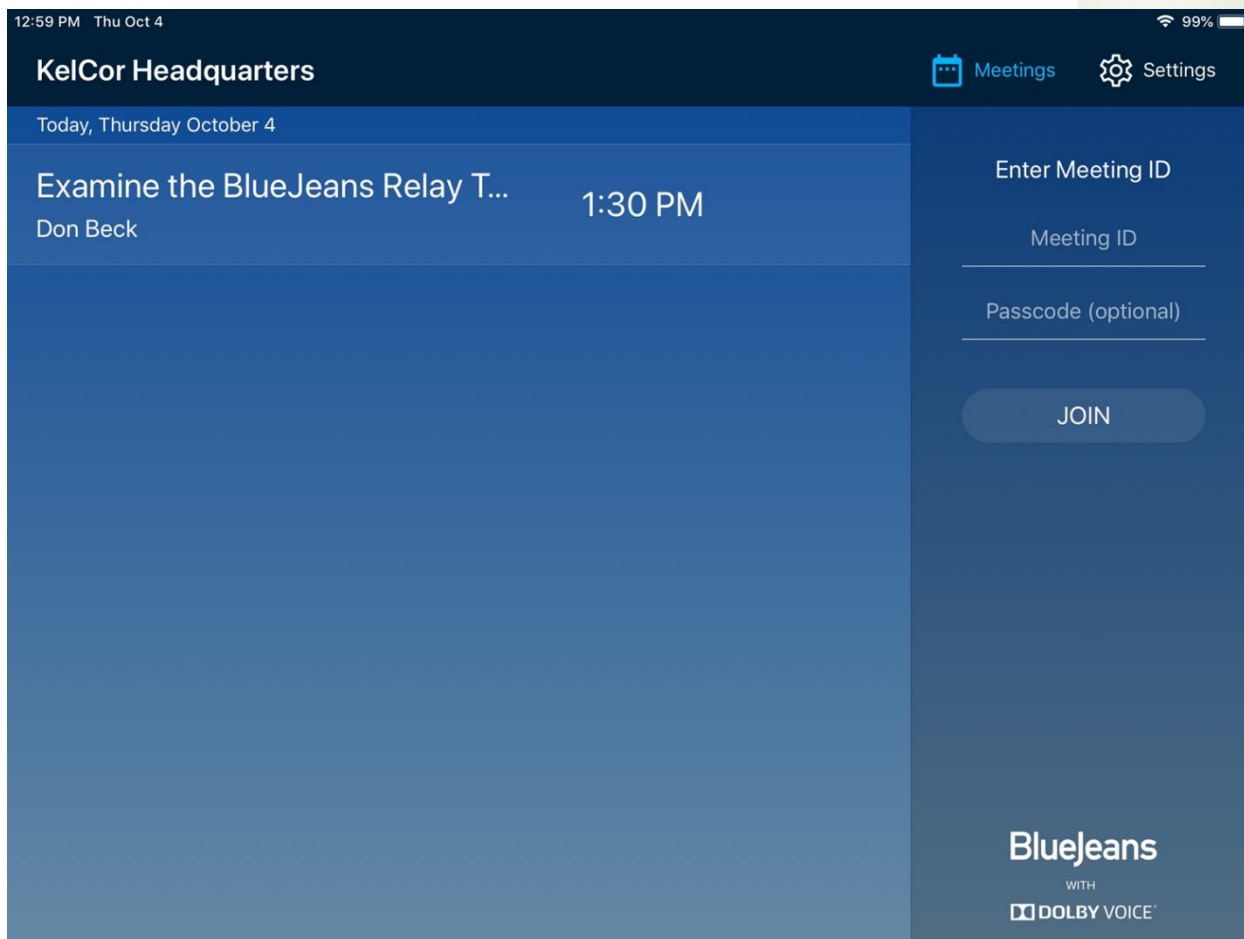 12:59 PM Thu Oct 4
99%
KelCor Headquarters
Meetings
Settings
Today, Thursday October 4
Examine the BlueJeans Relay T...
Don Beck
1:30 PM
Enter Meeting ID
Meeting ID
Passcode (optional)
JOIN
BlueJeans
WITH
DOLBY VOICE